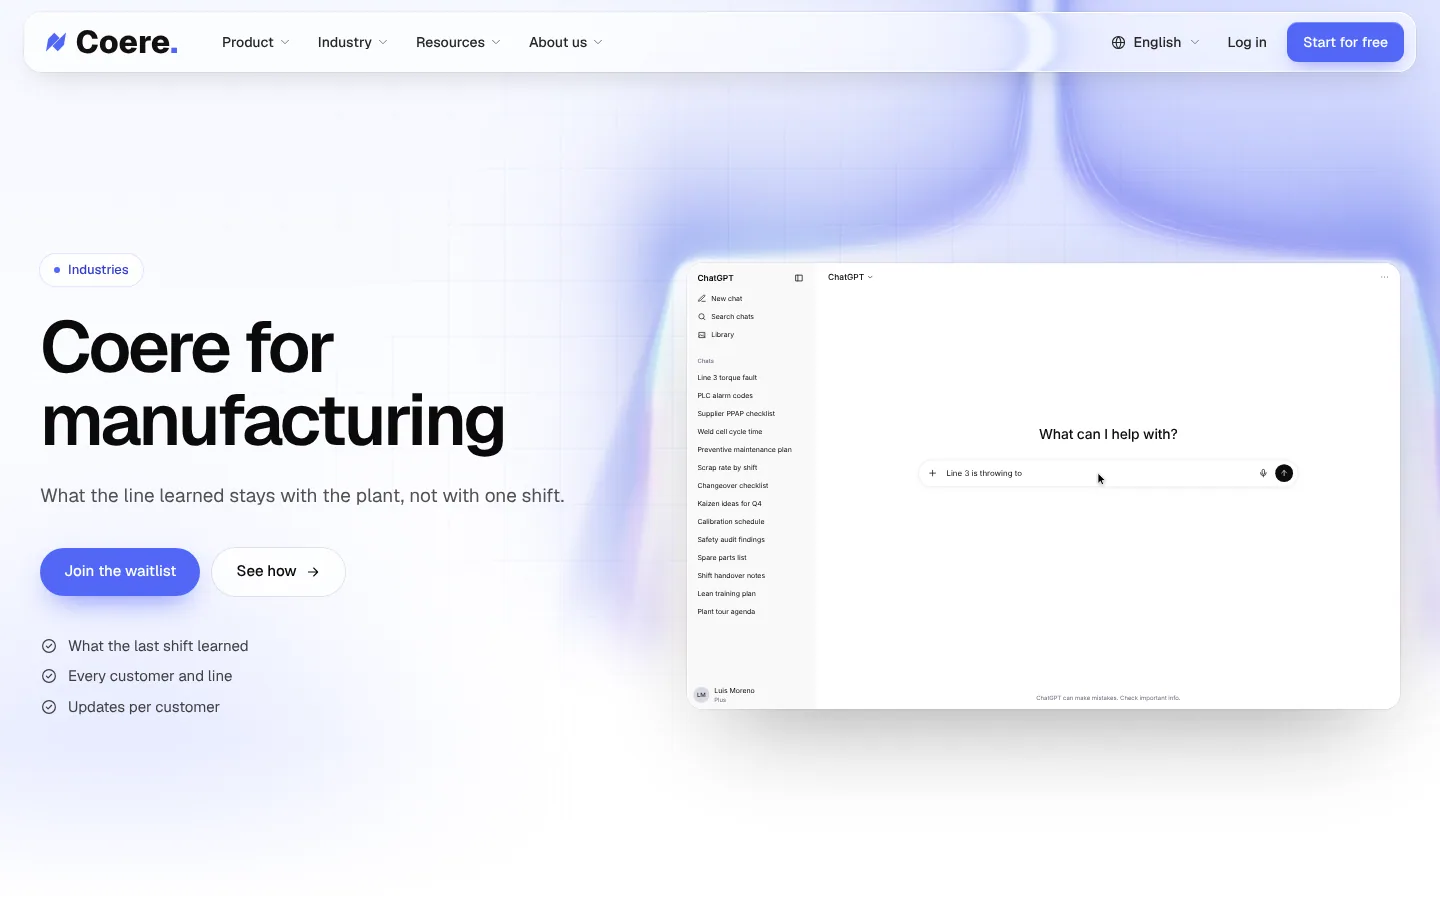 Coere.
Product
Industry
Resources
About us
English
Log in
Start for free
Industries
Coere for
manufacturing
What the line learned stays with the plant, not with one shift.
Join the waitlist
See how
What the last shift learned
Every customer and line
Updates per customer
ChatGPT
New chat
Search chats
Library
Chats
Line 3 torque fault
PLC alarm codes
Supplier PPAP checklist
Weld cell cycle time
Preventive maintenance plan
Scrap rate by shift
Changeover checklist
Kaizen ideas for Q4
Calibration schedule
Safety audit findings
Spare parts list
Shift handover notes
Lean training plan
Plant tour agenda
LM
Luis Moreno
Plus
ChatGPT
What can I help with?
Line 3 is throwing to
ChatGPT can make mistakes. Check important info.